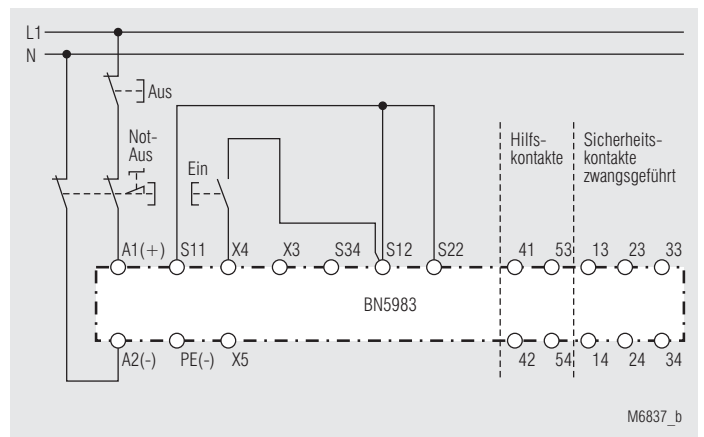 L1
N
Aus
Not-
Aus
Ein
Hilfs-
kontakte
Sicherheits-
kontakte
zwangsgeführt
A1(+) S11 X4 X3 S34 S12 S22 41 53 13 23 33
BN5983
A2(-) PE(-) X5 42 54 14 24 34
M6837_b